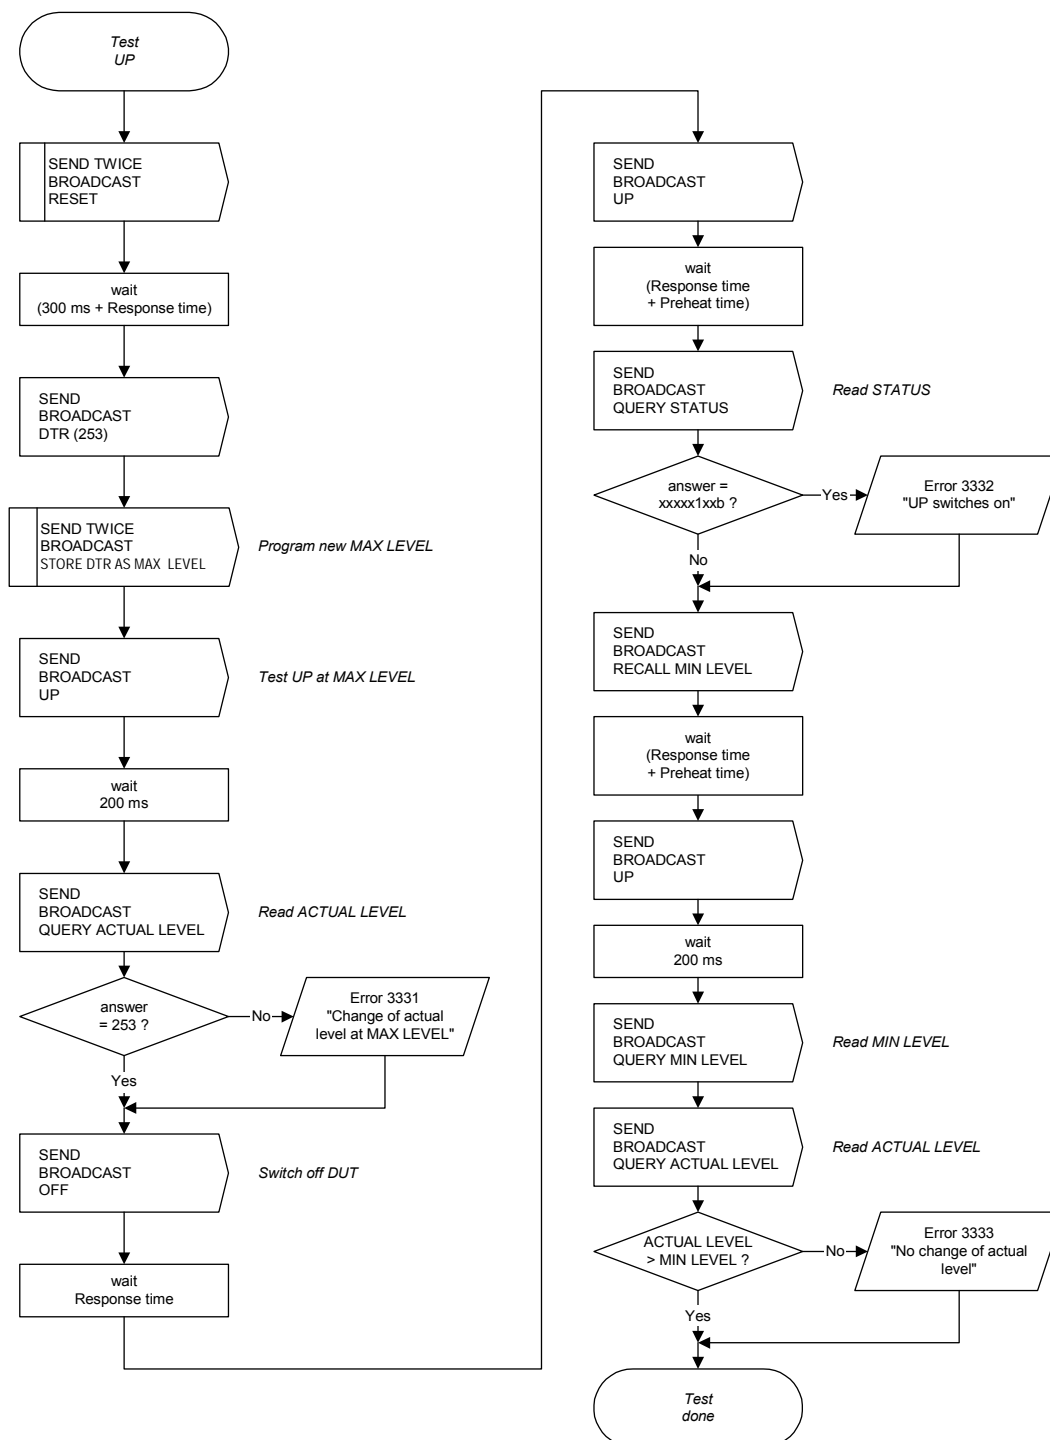 Test
UP
SEND TWICE
BROADCAST
RESET
wait
(300 ms + Response time)
SEND
BROADCAST
DTR (253)
SEND TWICE
BROADCAST
STORE DTR AS MAX LEVEL
Program new MAX LEVEL
SEND
BROADCAST
UP
Test UP at MAX LEVEL
wait
200 ms
SEND
BROADCAST
QUERY ACTUAL LEVEL
Read ACTUAL LEVEL
answer
= 253 ?
No
Error 3331
"Change of actual
level at MAX LEVEL"
Yes
SEND
BROADCAST
OFF
Switch off DUT
wait
Response time
SEND
BROADCAST
UP
wait
(Response time
+ Preheat time)
SEND
BROADCAST
QUERY STATUS
Read STATUS
answer =
xxxxx1xxb ?
Yes
Error 3332
"UP switches on"
No
SEND
BROADCAST
RECALL MIN LEVEL
wait
(Response time
+ Preheat time)
SEND
BROADCAST
UP
wait
200 ms
SEND
BROADCAST
QUERY MIN LEVEL
Read MIN LEVEL
SEND
BROADCAST
QUERY ACTUAL LEVEL
Read ACTUAL LEVEL
ACTUAL LEVEL
> MIN LEVEL ?
No
Error 3333
"No change of actual
level"
Yes
Test
done